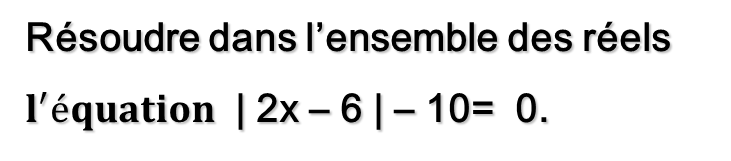 Résoudre dans l’ensemble des réels
l′équation | 2x – 6 | – 10= 0.